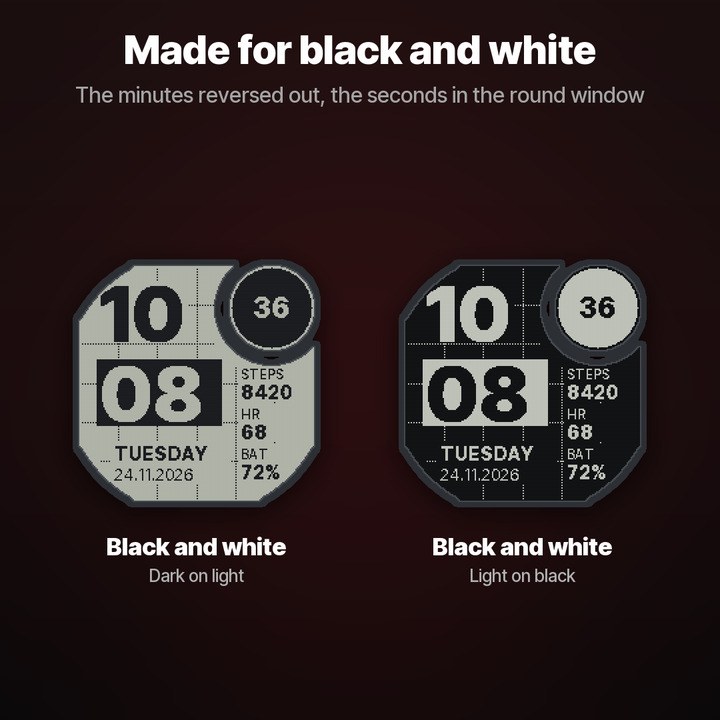 Made for black and white
The minutes reversed out, the seconds in the round window
10
36
08
STEPS
8420
HR
68
BAT
72%
TUESDAY
24.11.2026
Black and white
Dark on light
10
36
08
STEPS
8420
HR
68
BAT
72%
TUESDAY
24.11.2026
Black and white
Light on black